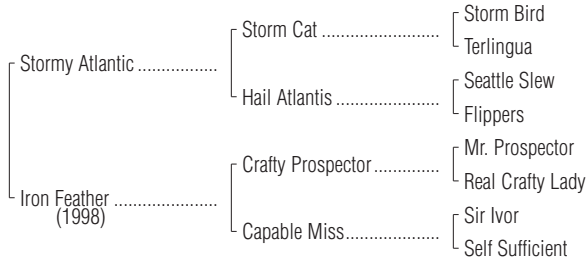 Storm Bird
Storm Cat ........................
Terlingua
Stormy Atlantic ................
Seattle Slew
Hail Atlantis .....................
Flippers
Mr. Prospector
Crafty Prospector.............
Real Crafty Lady
Iron Feather .....................
(1998)
Sir Ivor
Capable Miss...................
Self Sufficient